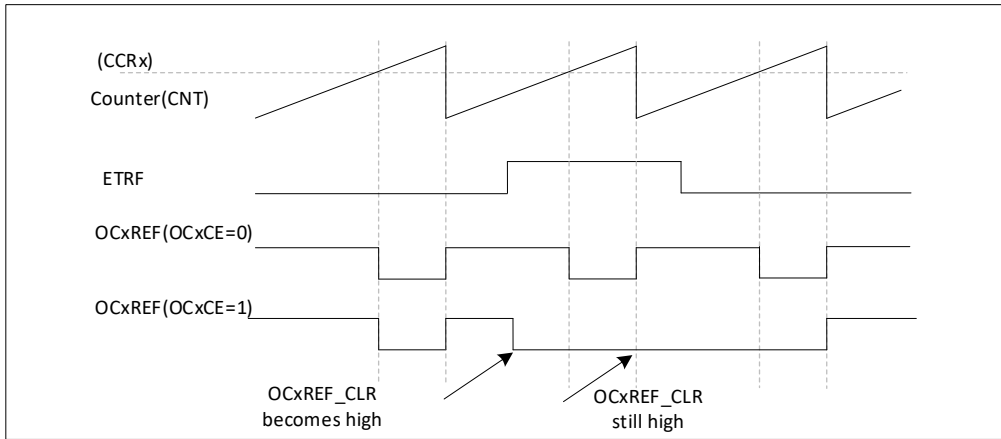 (CCRx)
Counter(CNT)
ETRF
OCxREF(OCxCE=0)
OCxREF(OCxCE=1)
OCxREF_CLR
becomes high
OCxREF_CLR
still high